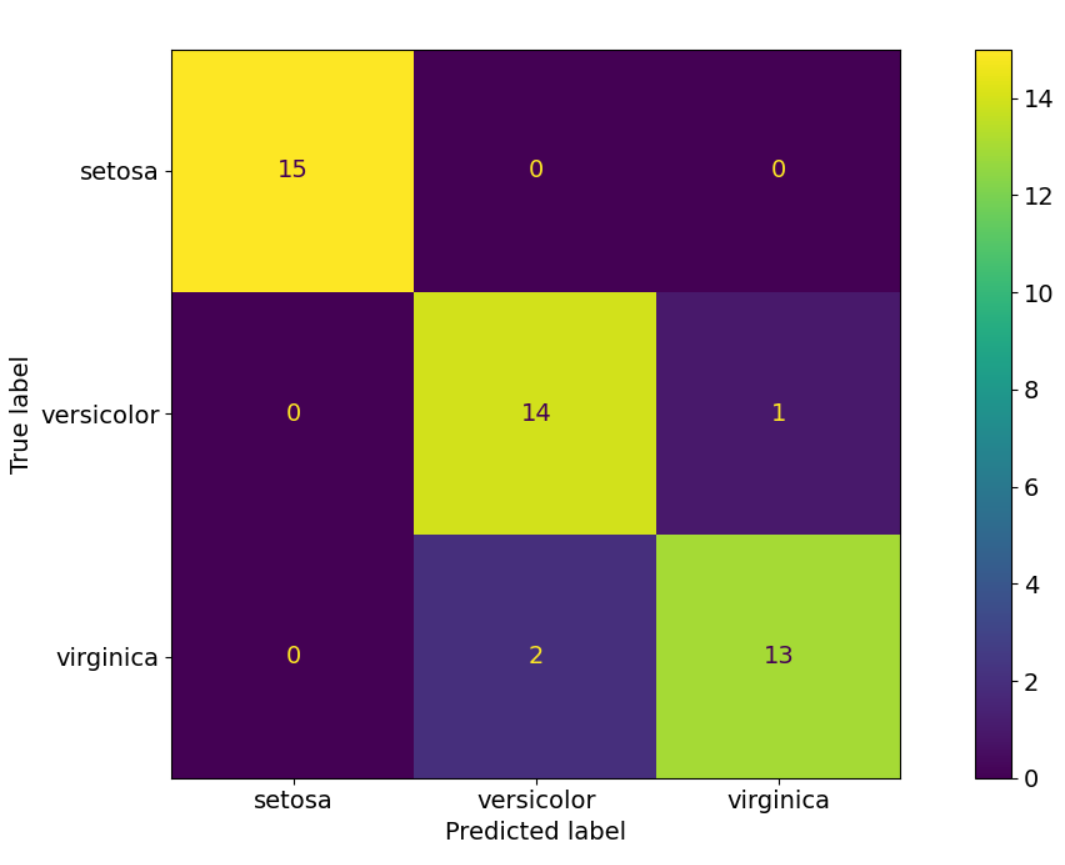 setosa 15 0 0
True label
versicolor 0 14 1
virginica 0 2 13
setosa versicolor virginica
Predicted label
14
12
10
8
6
4
2
0